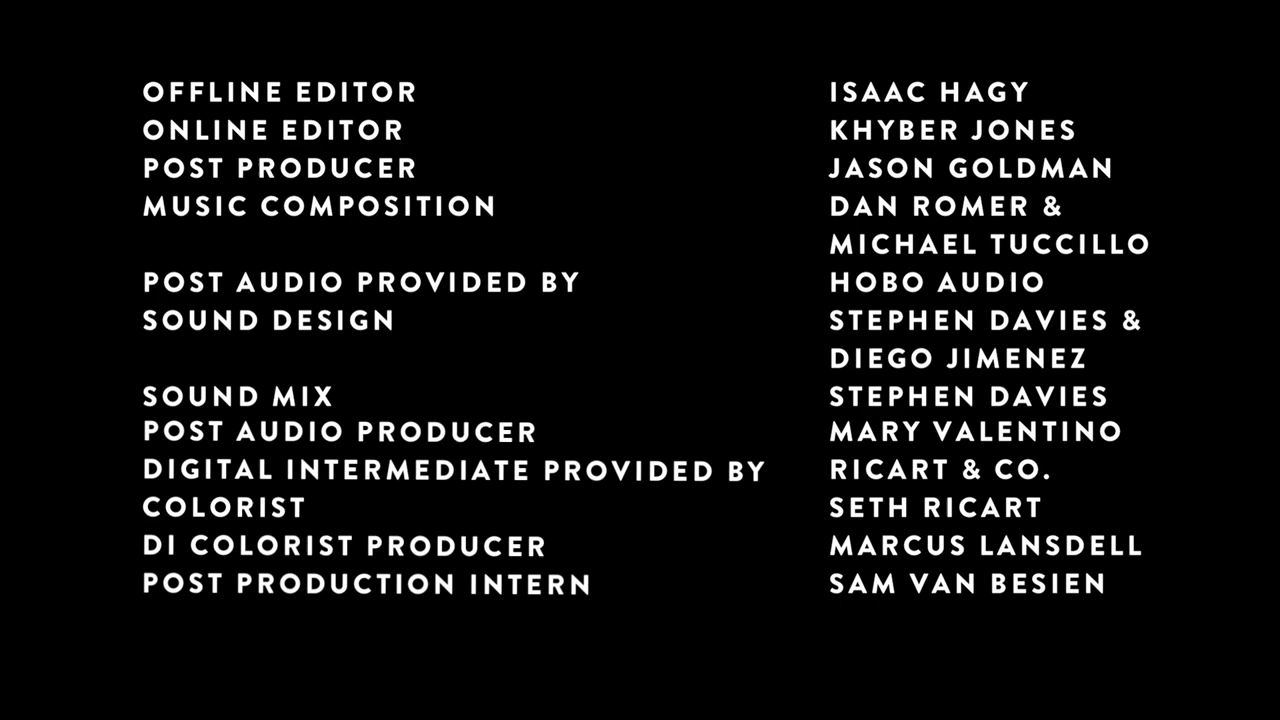 OFFLINE EDITOR ISAAC HAGY
ONLINE EDITOR KHYBER JONES
POST PRODUCER JASON GOLDMAN
MUSIC COMPOSITION DAN ROMER &
MICHAEL TUCCILLO
POST AUDIO PROVIDED BY HOBO AUDIO
SOUND DESIGN STEPHEN DAVIES &
DIEGO JIMENEZ
SOUND MIX STEPHEN DAVIES
POST AUDIO PRODUCER MARY VALENTINO
DIGITAL INTERMEDIATE PROVIDED BY RICART & CO.
COLORIST SETH RICART
DI COLORIST PRODUCER MARCUS LANSDELL
POST PRODUCTION INTERN SAM VAN BESIEN